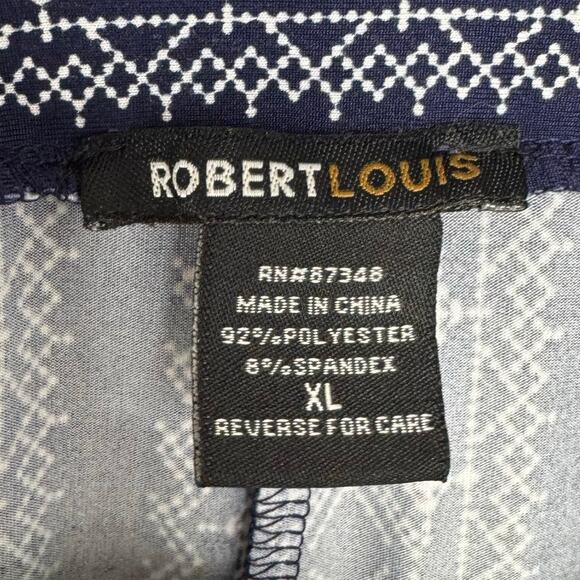 ROBERTLOUIS
RN#87348
MADE IN CHINA
92%POLYESTER
8%SPANDEX
XL
REVERSE FOR CARE